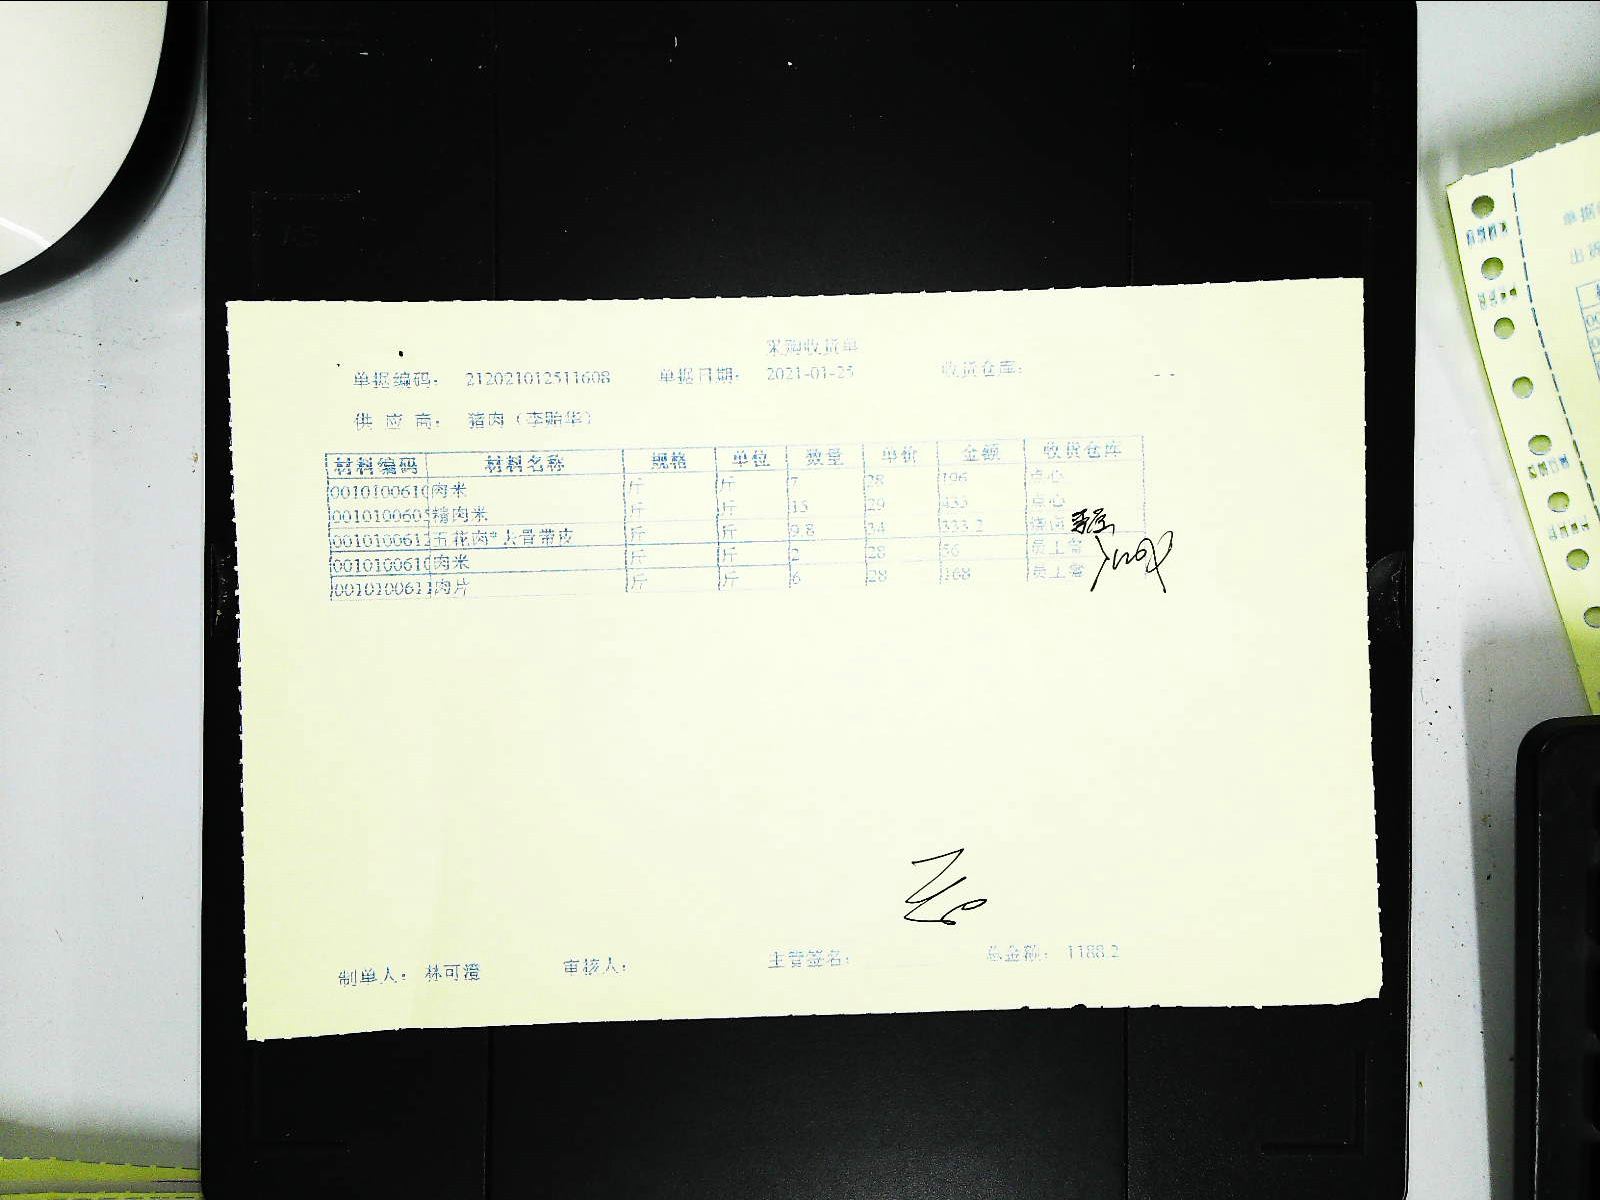 采购收货单
单据编码： 212021012511608 单据日期： 2021-01-25 收货仓库：
供 应 商： 猪肉（李贻华）
材料编码 材料名称 规格 单位 数量 单价 金额 收货仓库
0010100610 肉米 斤 斤 7 28 196 点心
001010060 精肉米 斤 斤 15 29 435 点心
001010061 五花肉*大骨带皮 斤 斤 9.8 34 333.2 烧卤
0010100610 肉米 斤 斤 2 28 56 员工餐
001010061 肉片 斤 斤 6 28 168 员工餐
制单人： 林可澄 审核人： 主管签名： 总金额： 1188.2